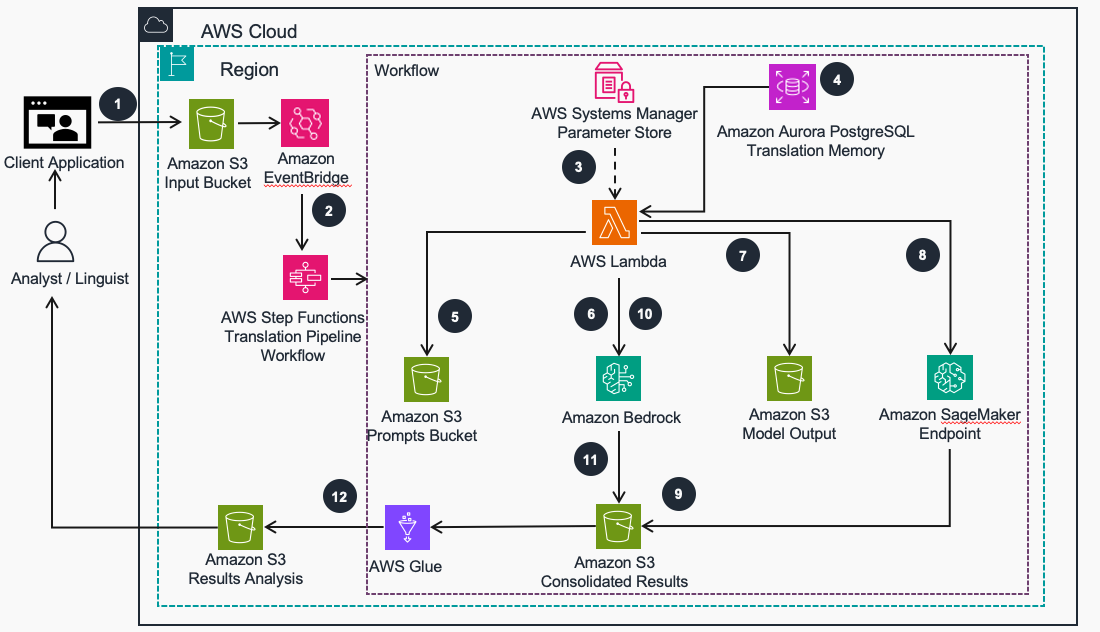 AWS Cloud
Region
Workflow
1
Client Application
Amazon S3
Input Bucket
Amazon
EventBridge
2
AWS Step Functions
Translation Pipeline
Workflow
Analyst / Linguist
AWS Systems Manager
Parameter Store
3
4
Amazon Aurora PostgreSQL
Translation Memory
AWS Lambda
5
6
10
7
8
Amazon S3
Prompts Bucket
Amazon Bedrock
Amazon S3
Model Output
Amazon SageMaker
Endpoint
11
9
12
Amazon S3
Results Analysis
AWS Glue
Amazon S3
Consolidated Results